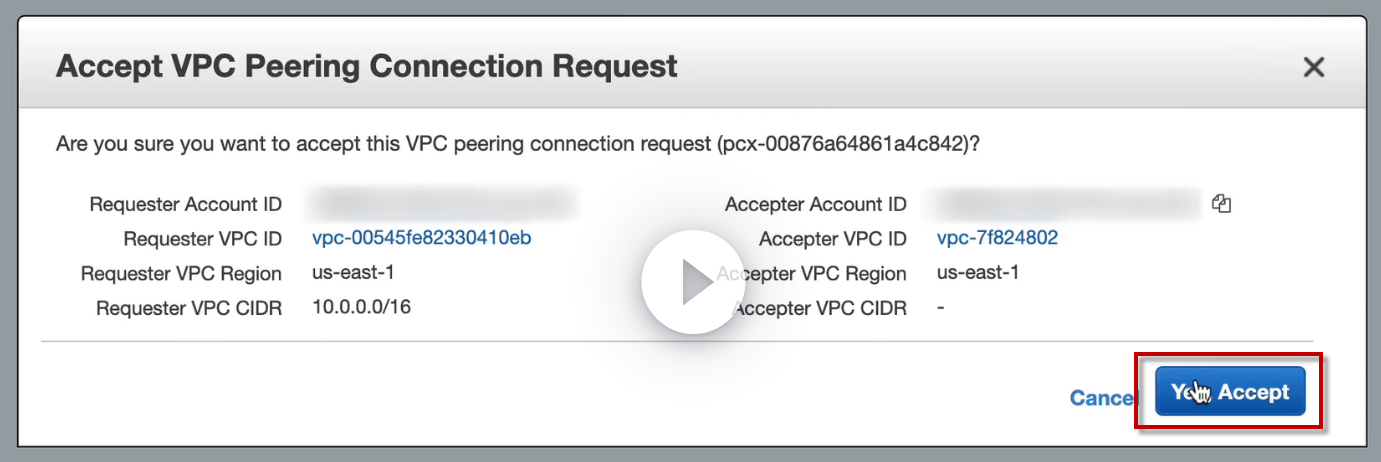 Accept VPC Peering Connection Request
Are you sure you want to accept this VPC peering connection request (pcx-00876a64861a4c842)?
Requester Account ID
Accepter Account ID
Requester VPC ID vpc-00545fe82330410eb
Accepter VPC ID vpc-7f824802
Requester VPC Region us-east-1
Accepter VPC Region us-east-1
Requester VPC CIDR 10.0.0.0/16
Accepter VPC CIDR -
Cancel
Yes, Accept